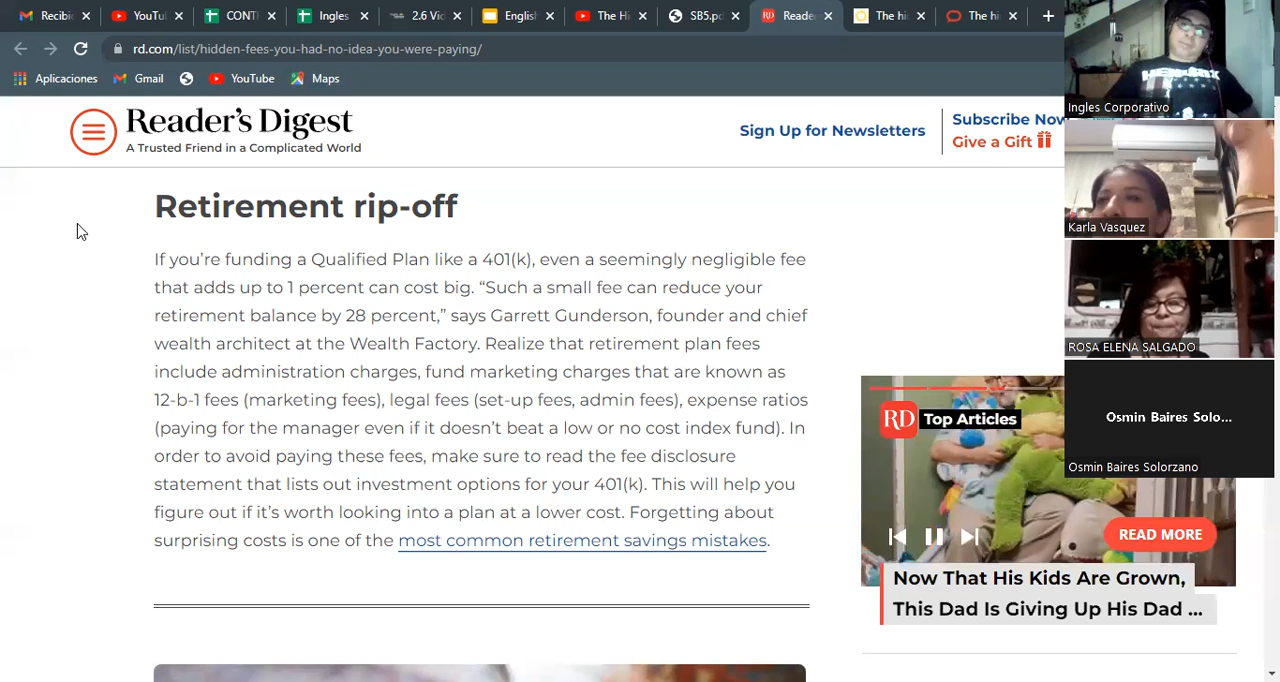 Recibic
YouTu
CONTI
Ingles
2.6 Vic
English
The Hi
SB5.pd
Reade
The hi
The hi
rd.com/list/hidden-fees-you-had-no-idea-you-were-paying/
Aplicaciones
Gmail
YouTube
Maps
Reader's Digest
A Trusted Friend in a Complicated World
Sign Up for Newsletters
Subscribe Now
Give a Gift
Retirement rip-off
If you're funding a Qualified Plan like a 401(k), even a seemingly negligible fee
that adds up to 1 percent can cost big. “Such a small fee can reduce your
retirement balance by 28 percent,” says Garrett Gunderson, founder and chief
wealth architect at the Wealth Factory. Realize that retirement plan fees
include administration charges, fund marketing charges that are known as
12-b-1 fees (marketing fees), legal fees (set-up fees, admin fees), expense ratios
(paying for the manager even if it doesn't beat a low or no cost index fund). In
order to avoid paying these fees, make sure to read the fee disclosure
statement that lists out investment options for your 401(k). This will help you
figure out if it's worth looking into a plan at a lower cost. Forgetting about
surprising costs is one of the most common retirement savings mistakes.
RD Top Articles
READ MORE
Now That His Kids Are Grown,
This Dad Is Giving Up His Dad ...
Ingles Corporativo
Karla Vasquez
ROSA ELENA SALGADO
Osmin Baires Solo...
Osmin Baires Solorzano